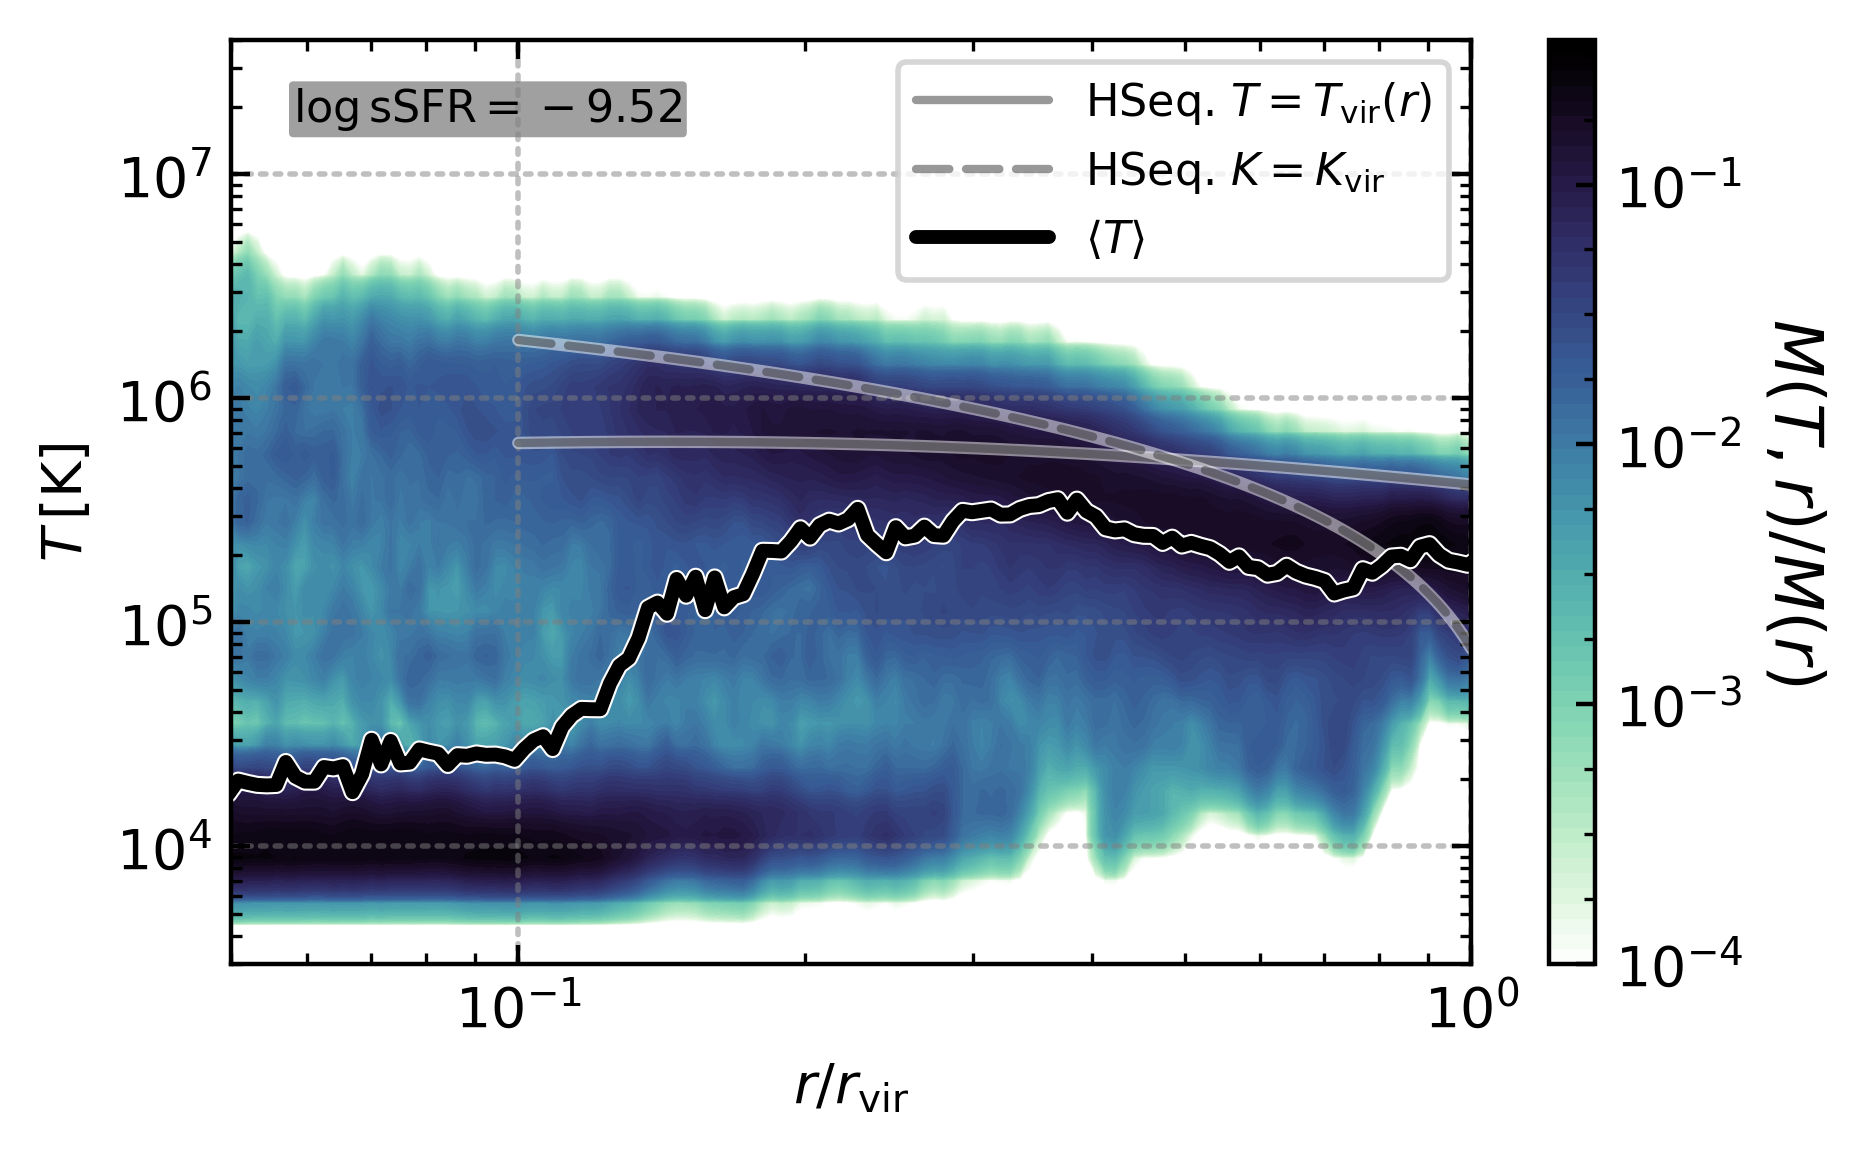 log sSFR = −9.52
HSeq. T = T_vir(r)
HSeq. K = K_vir
⟨T⟩
T [K]
10^7
10^6
10^5
10^4
10^−1
10^0
r/r_vir
10^−1
10^−2
10^−3
10^−4
M(T, r)/M(r)